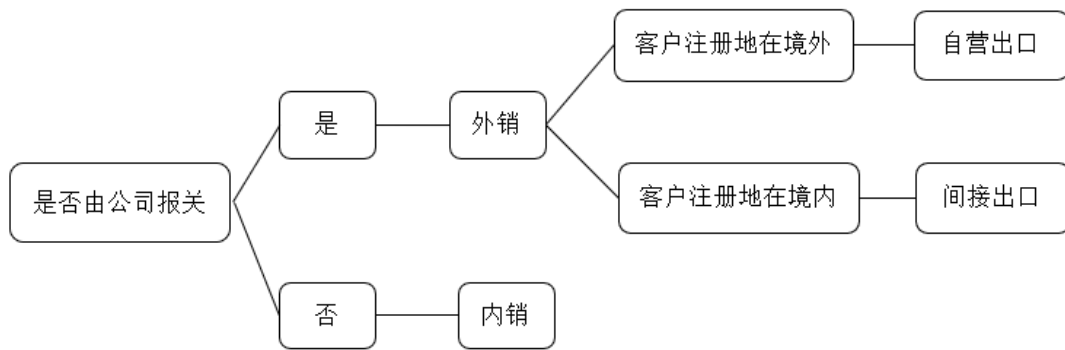 客户注册地在境外
自营出口
是
外销
是否由公司报关
客户注册地在境内
间接出口
否
内销